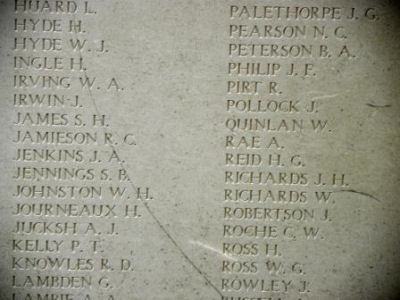 HUARD L.
HYDE H.
HYDE W. J.
INGLE H.
IRVING W. A.
IRWIN J.
JAMES S. H.
JAMIESON R. C.
JENKINS J. A.
JENNINGS S. B.
JOHNSTON W. H.
JOURNEAUX H.
JUCKSH A. J.
KELLY P. T.
KNOWLES R. D.
LAMBDEN G.
PALETHORPE J. G.
PEARSON N. C.
PETERSON B. A.
PHILIP J. F.
PIRT R.
POLLOCK J.
QUINLAN W.
RAE A.
REID H. G.
RICHARDS J. H.
RICHARDS W.
ROBERTSON J.
ROCHE C. W.
ROSS H.
ROSS W. G.
ROWLEY J.